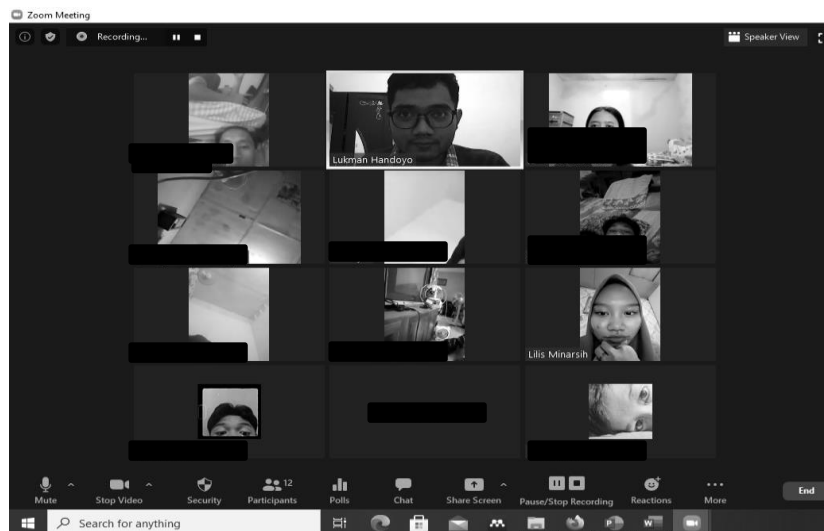 Zoom Meeting
Recording...
Speaker View
Lukman Handoyo
Lilis Minarsih
12
Mute
Stop Video
Security
Participants
Polls
Chat
Share Screen
Pause/Stop Recording
Reactions
More
End
Search for anything